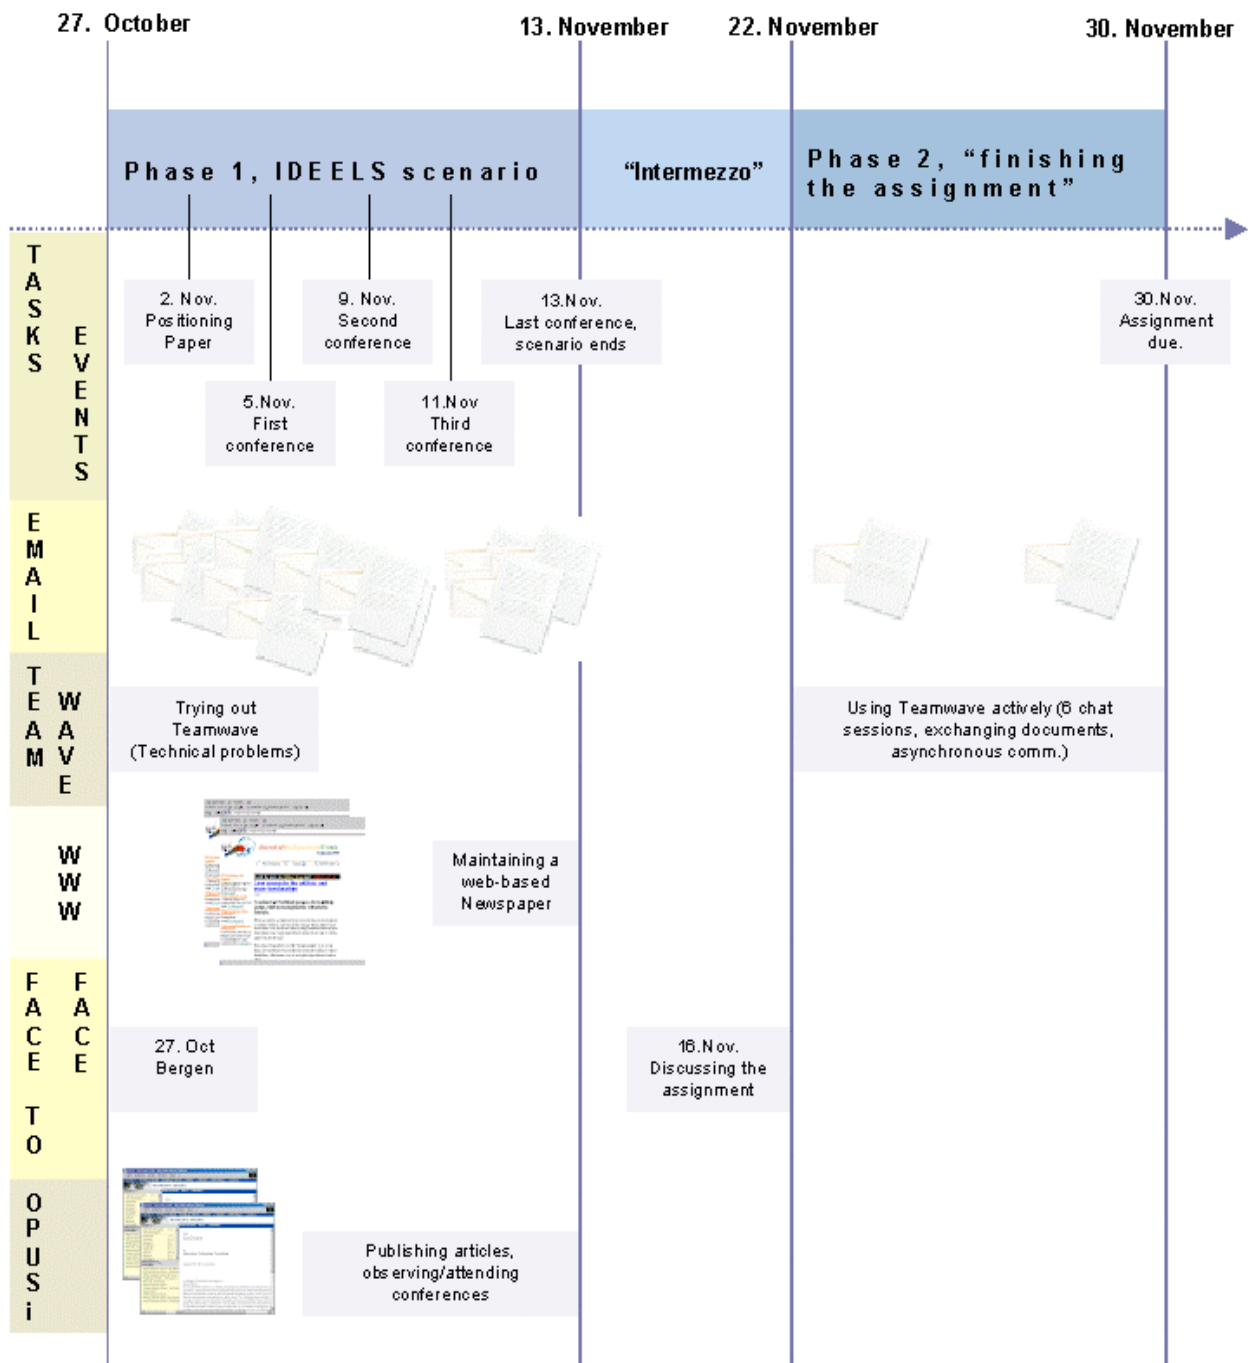 27. October
13. November
22. November
30. November
Phase 1, IDEELS scenario
“Intermezzo”
Phase 2, “finishing
the assignment”
TASKS
EVENTS
2. Nov.
Positioning
Paper
9. Nov.
Second
conference
13.Nov.
Last conference,
scenario ends
30.Nov.
Assignment
due.
5.Nov.
First
conference
11.Nov
Third
conference
EMAIL
TEAM
WAVE
Trying out
Teamwave
(Technical problems)
Using Teamwave actively (6 chat
sessions, exchanging documents,
asynchronous comm.)
WWW
Maintaining a
web-based
Newspaper
FACE TO
FACE
27. Oct
Bergen
16.Nov.
Discussing the
assignment
OPUSi
Publishing articles,
observing/attending
conferences